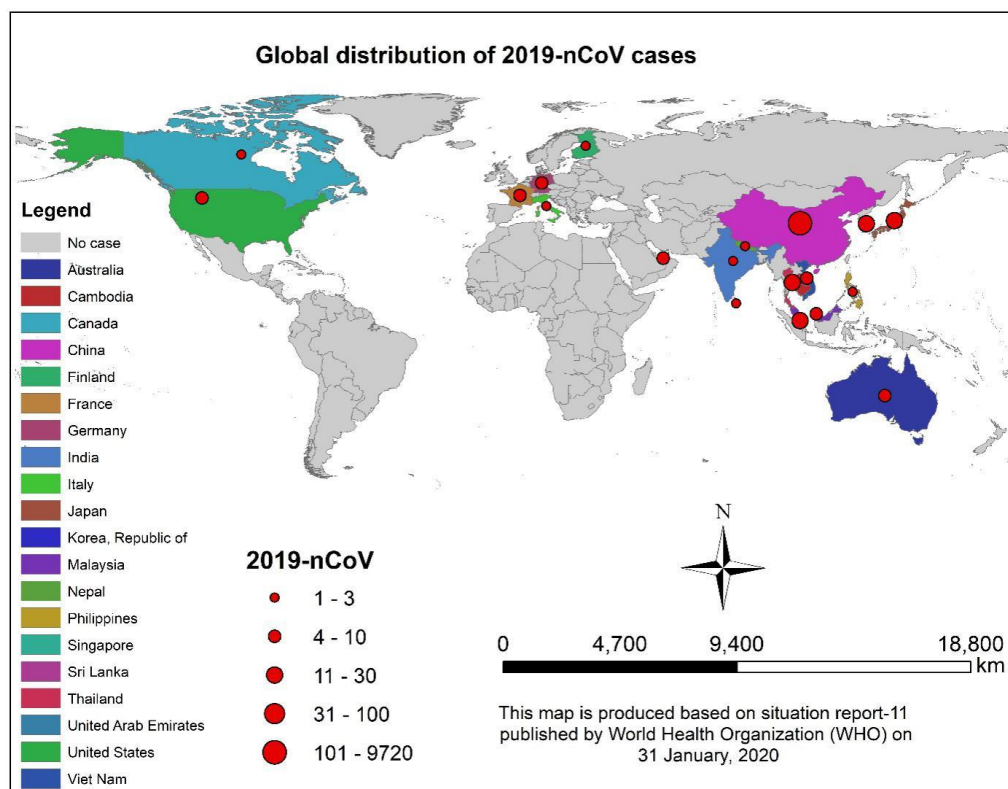 Global distribution of 2019-nCoV cases
Legend
No case
Australia
Cambodia
Canada
China
Finland
France
Germany
India
Italy
Japan
Korea, Republic of
Malaysia
Nepal
Philippines
Singapore
Sri Lanka
Thailand
United Arab Emirates
United States
Viet Nam
2019-nCoV
1 - 3
4 - 10
11 - 30
31 - 100
101 - 9720
N
0 4,700 9,400 18,800
km
This map is produced based on situation report-11
published by World Health Organization (WHO) on
31 January, 2020